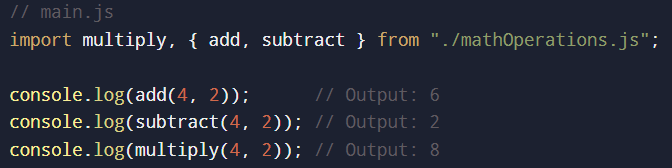 // main.js
import multiply, { add, subtract } from "./mathOperations.js";
console.log(add(4, 2));      // Output: 6
console.log(subtract(4, 2)); // Output: 2
console.log(multiply(4, 2)); // Output: 8